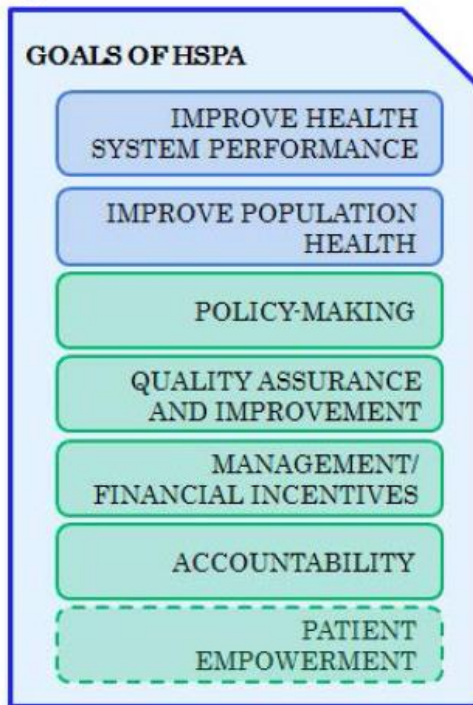 GOALS OF HSPA
IMPROVE HEALTH
SYSTEM PERFORMANCE
IMPROVE POPULATION
HEALTH
POLICY-MAKING
QUALITY ASSURANCE
AND IMPROVEMENT
MANAGEMENT/
FINANCIAL INCENTIVES
ACCOUNTABILITY
PATIENT
EMPOWERMENT